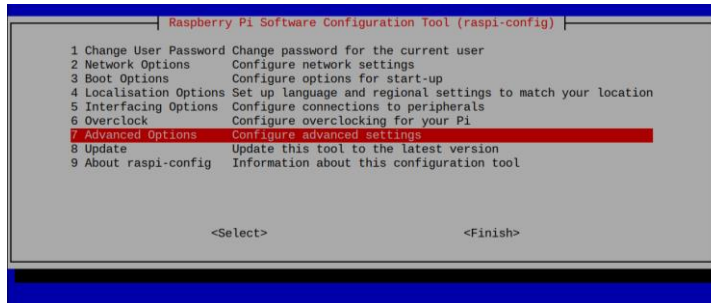 Raspberry Pi Software Configuration Tool (raspi-config)
1 Change User Password Change password for the current user
2 Network Options Configure network settings
3 Boot Options Configure options for start-up
4 Localisation Options Set up language and regional settings to match your location
5 Interfacing Options Configure connections to peripherals
6 Overclock Configure overclocking for your Pi
7 Advanced Options Configure advanced settings
8 Update Update this tool to the latest version
9 About raspi-config Information about this configuration tool
<Select> <Finish>